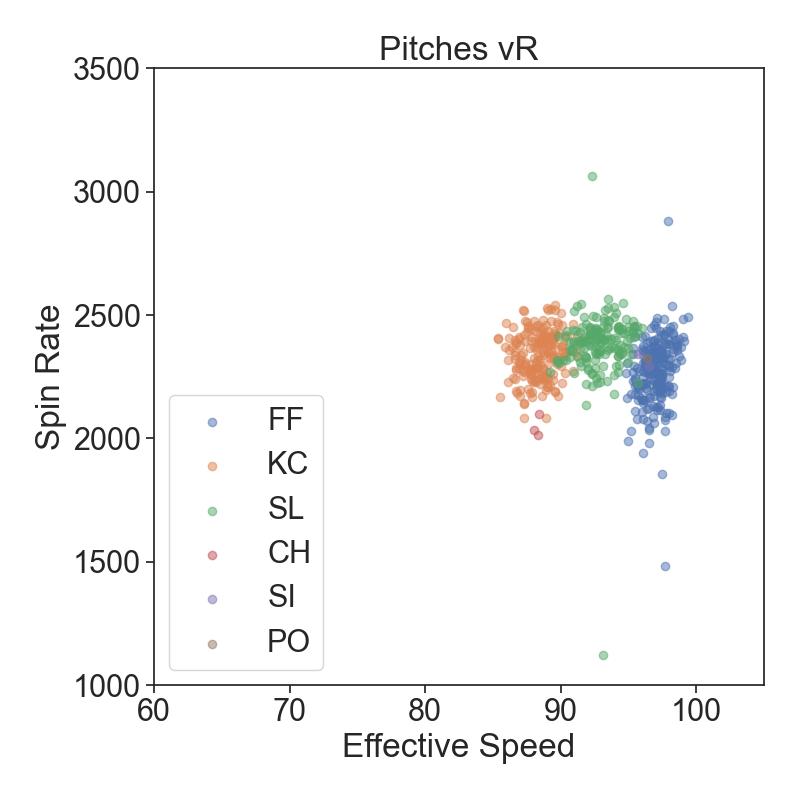 Pitches vR
3500
3000
2500
2000
1500
1000
Spin Rate
FF
KC
SL
CH
SI
PO
60 70 80 90 100
Effective Speed